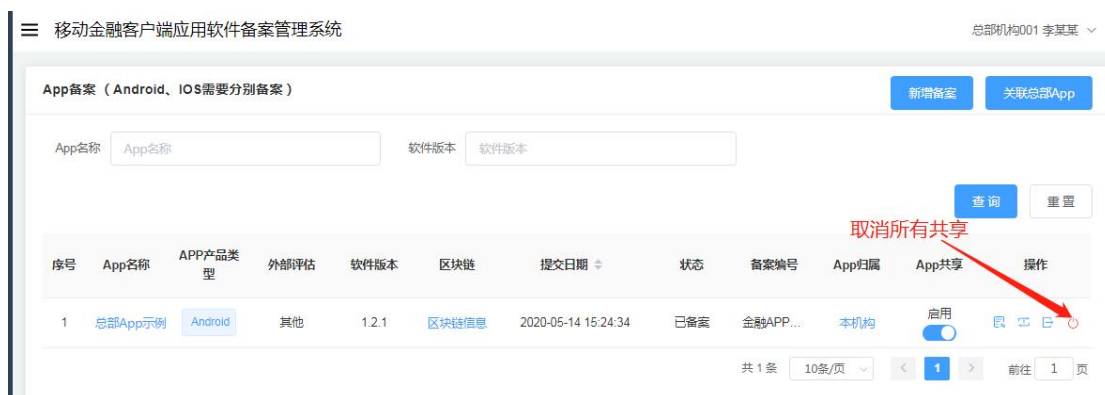 移动金融客户端应用软件备案管理系统
总部机构001 李某某
App备案（Android、IOS需要分别备案）
新增备案
关联总部App
App名称 App名称
软件版本 软件版本
查询
重置
取消所有共享
序号 App名称 APP产品类型 外部评估 软件版本 区块链 提交日期 状态 备案编号 App归属 App共享 操作
1 总部App示例 Android 其他 1.2.1 区块链信息 2020-05-14 15:24:34 已备案 金融APP... 本机构 启用
共1条 10条/页 1 前往 1 页